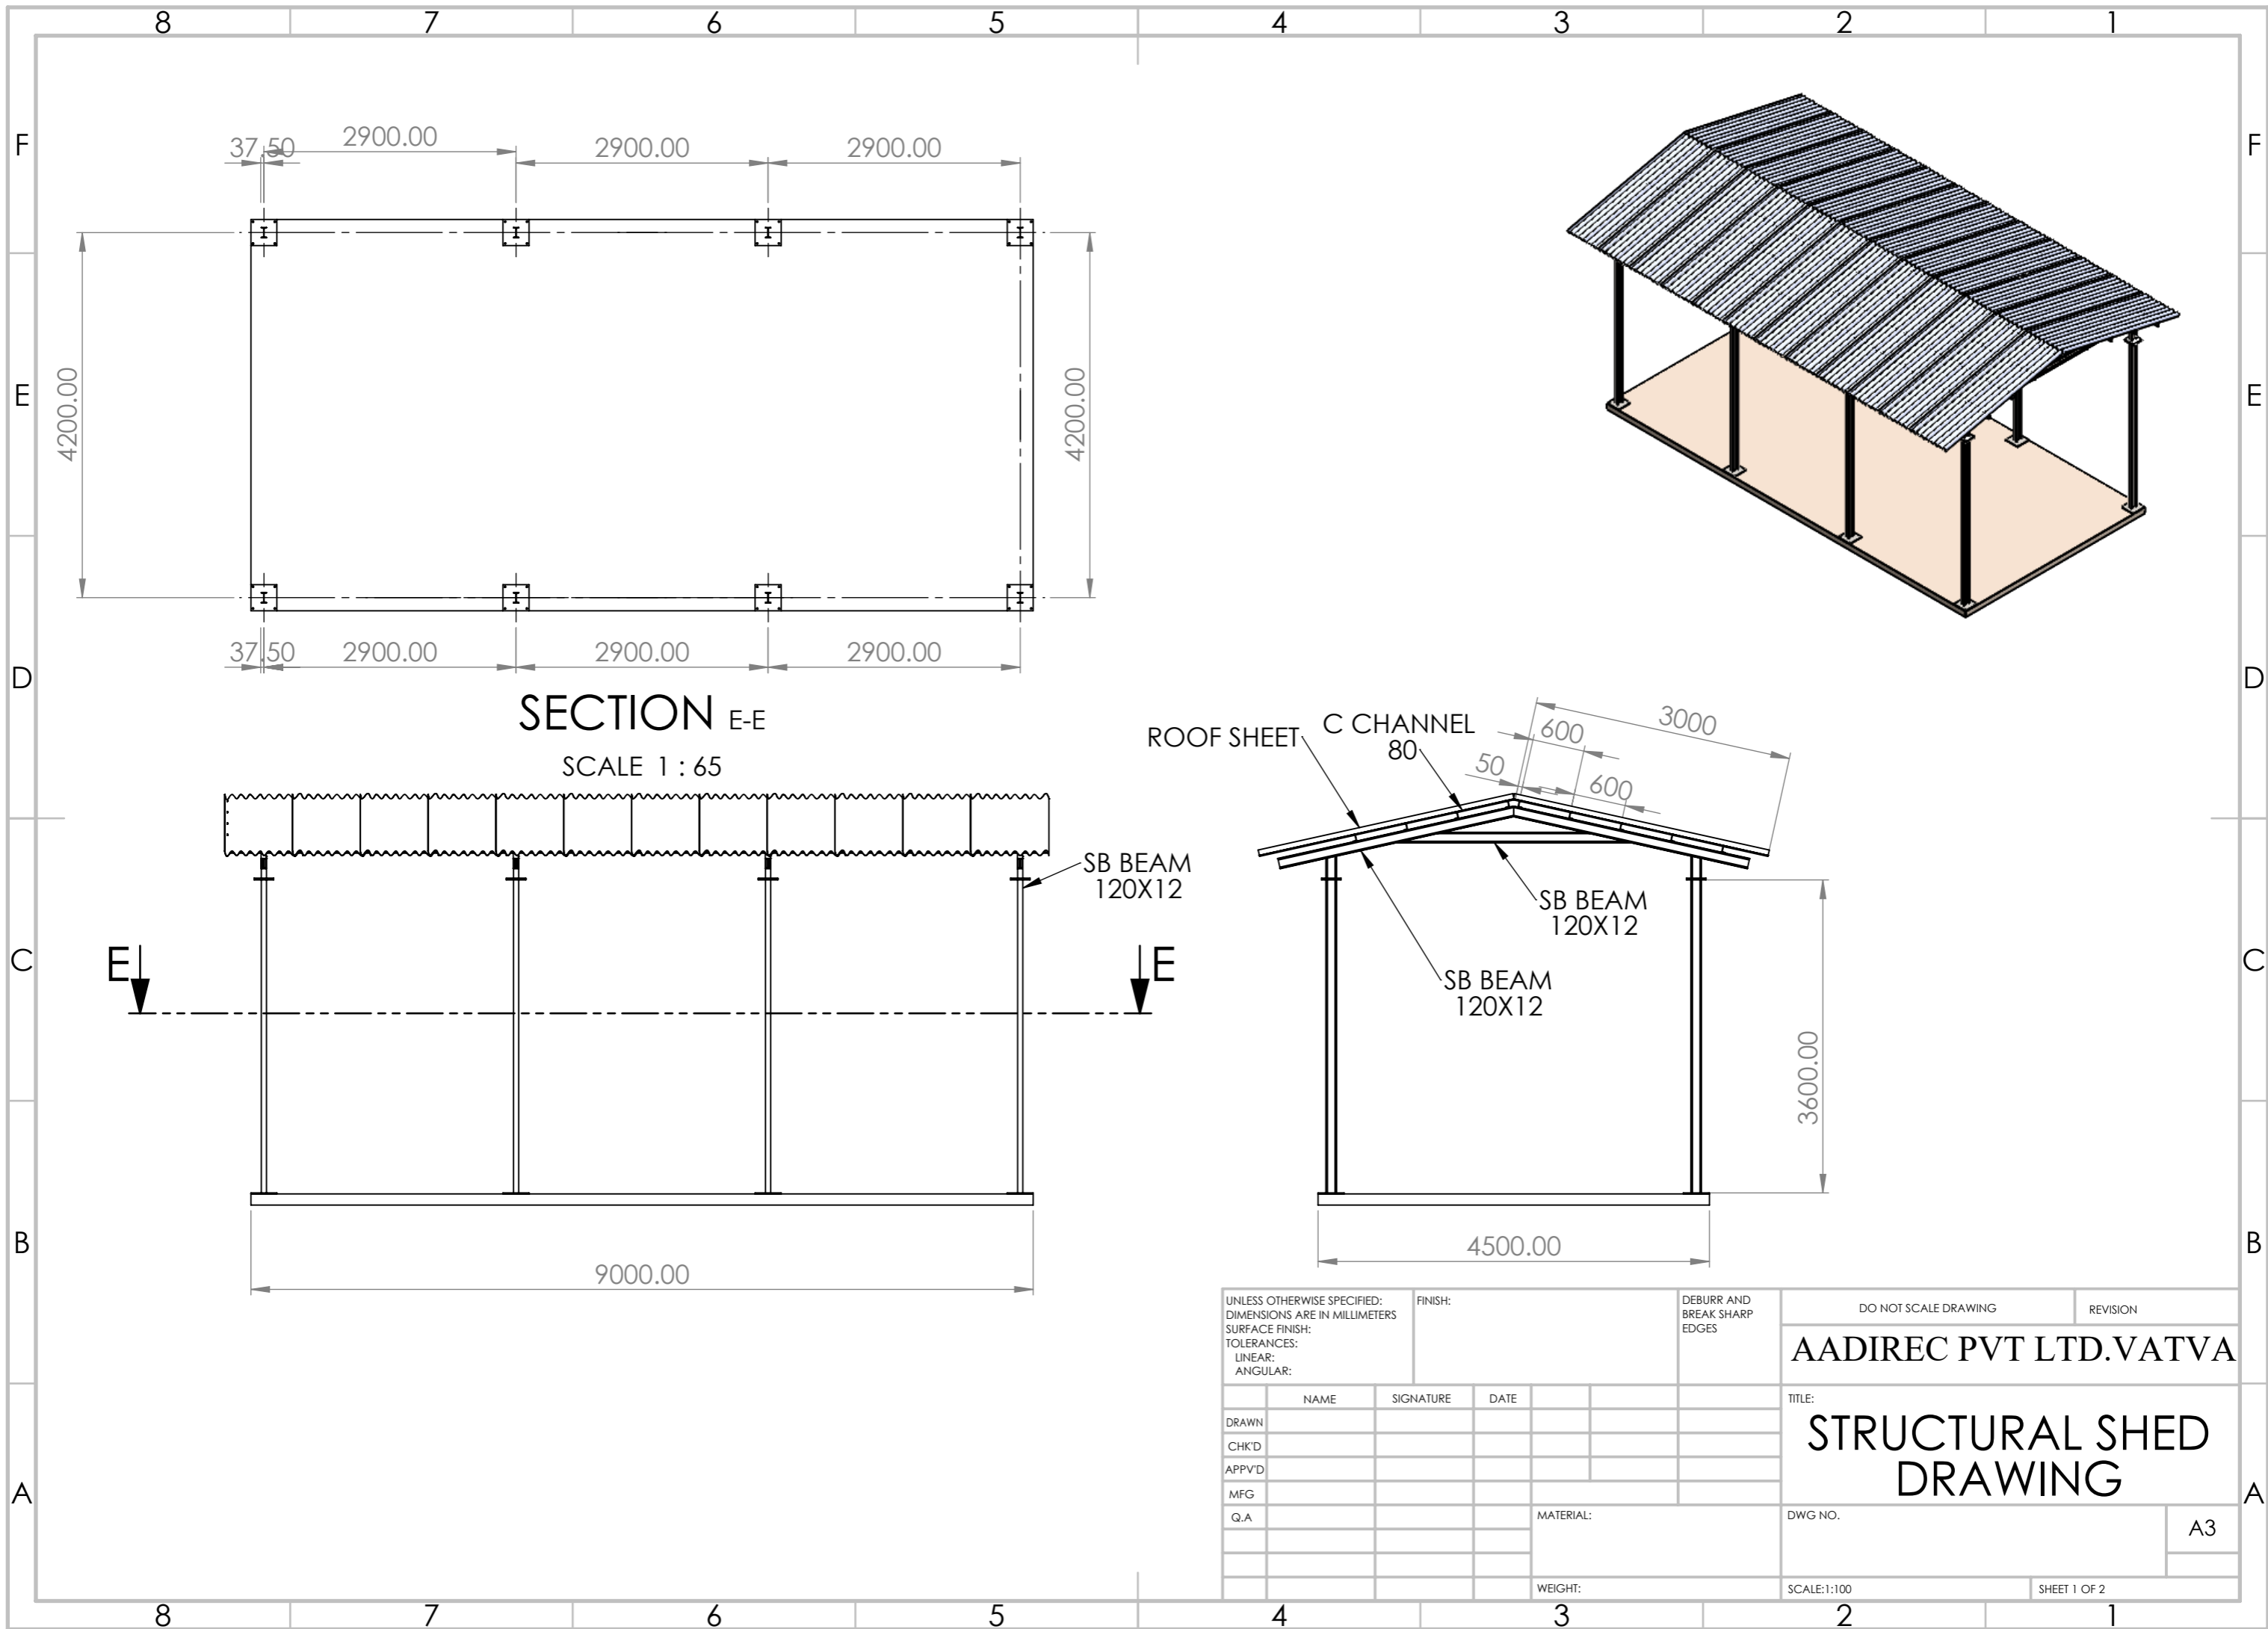 8 7 6 5 4 3 2 1
F
F
37.50 2900.00 2900.00 2900.00
E
4200.00
4200.00
E
37.50 2900.00 2900.00 2900.00
D
D
SECTION E-E
SCALE 1 : 65
ROOF SHEET
C CHANNEL
80
50
600
600
3000
SB BEAM
120X12
SB BEAM
120X12
SB BEAM
120X12
C
E
E
C
3600.00
B
9000.00
4500.00
B
UNLESS OTHERWISE SPECIFIED:
DIMENSIONS ARE IN MILLIMETERS
SURFACE FINISH:
TOLERANCES:
LINEAR:
ANGULAR:
FINISH:
DEBURR AND
BREAK SHARP
EDGES
DO NOT SCALE DRAWING
REVISION
AADIREC PVT LTD.VATVA
NAME SIGNATURE DATE
DRAWN
CHK'D
APPV'D
MFG
Q.A
TITLE:
STRUCTURAL SHED
DRAWING
MATERIAL:
DWG NO.
A3
WEIGHT:
SCALE:1:100
SHEET 1 OF 2
A
A
8 7 6 5 4 3 2 1